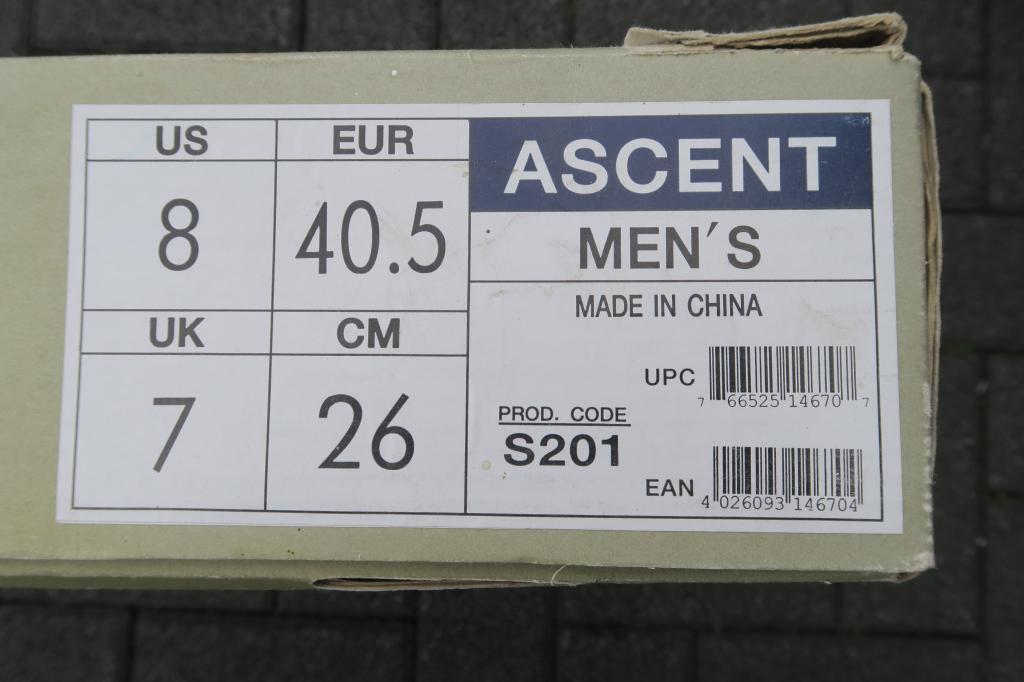 US
8
EUR
40.5
UK
7
CM
26
ASCENT
MEN´S
MADE IN CHINA
UPC
7 66525 14670 7
PROD. CODE
S201
EAN
4 026093 146704